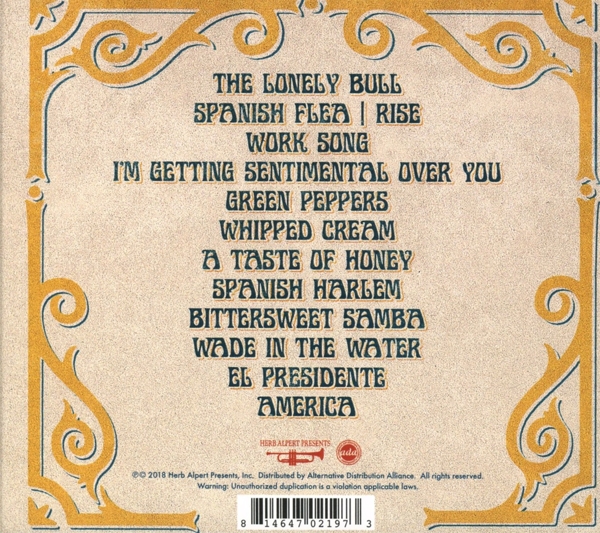 THE LONELY BULL
SPANISH FLEA | RISE
WORK SONG
I'M GETTING SENTIMENTAL OVER YOU
GREEN PEPPERS
WHIPPED CREAM
A TASTE OF HONEY
SPANISH HARLEM
BITTERSWEET SAMBA
WADE IN THE WATER
EL PRESIDENTE
AMERICA
HERB ALPERT PRESENTS
ada
℗© 2018 Herb Alpert Presents, Inc. Distributed by Alternative Distribution Alliance. All rights reserved.
Warning: Unauthorized duplication is a violation applicable laws.
8 14647 02197 3